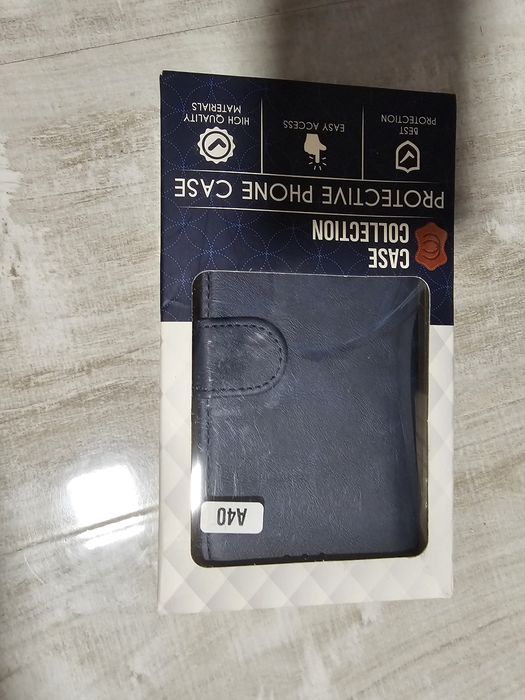 A40
CASE
COLLECTION
PROTECTIVE PHONE CASE
BEST
PROTECTION
EASY ACCESS
HIGH QUALITY
MATERIALS